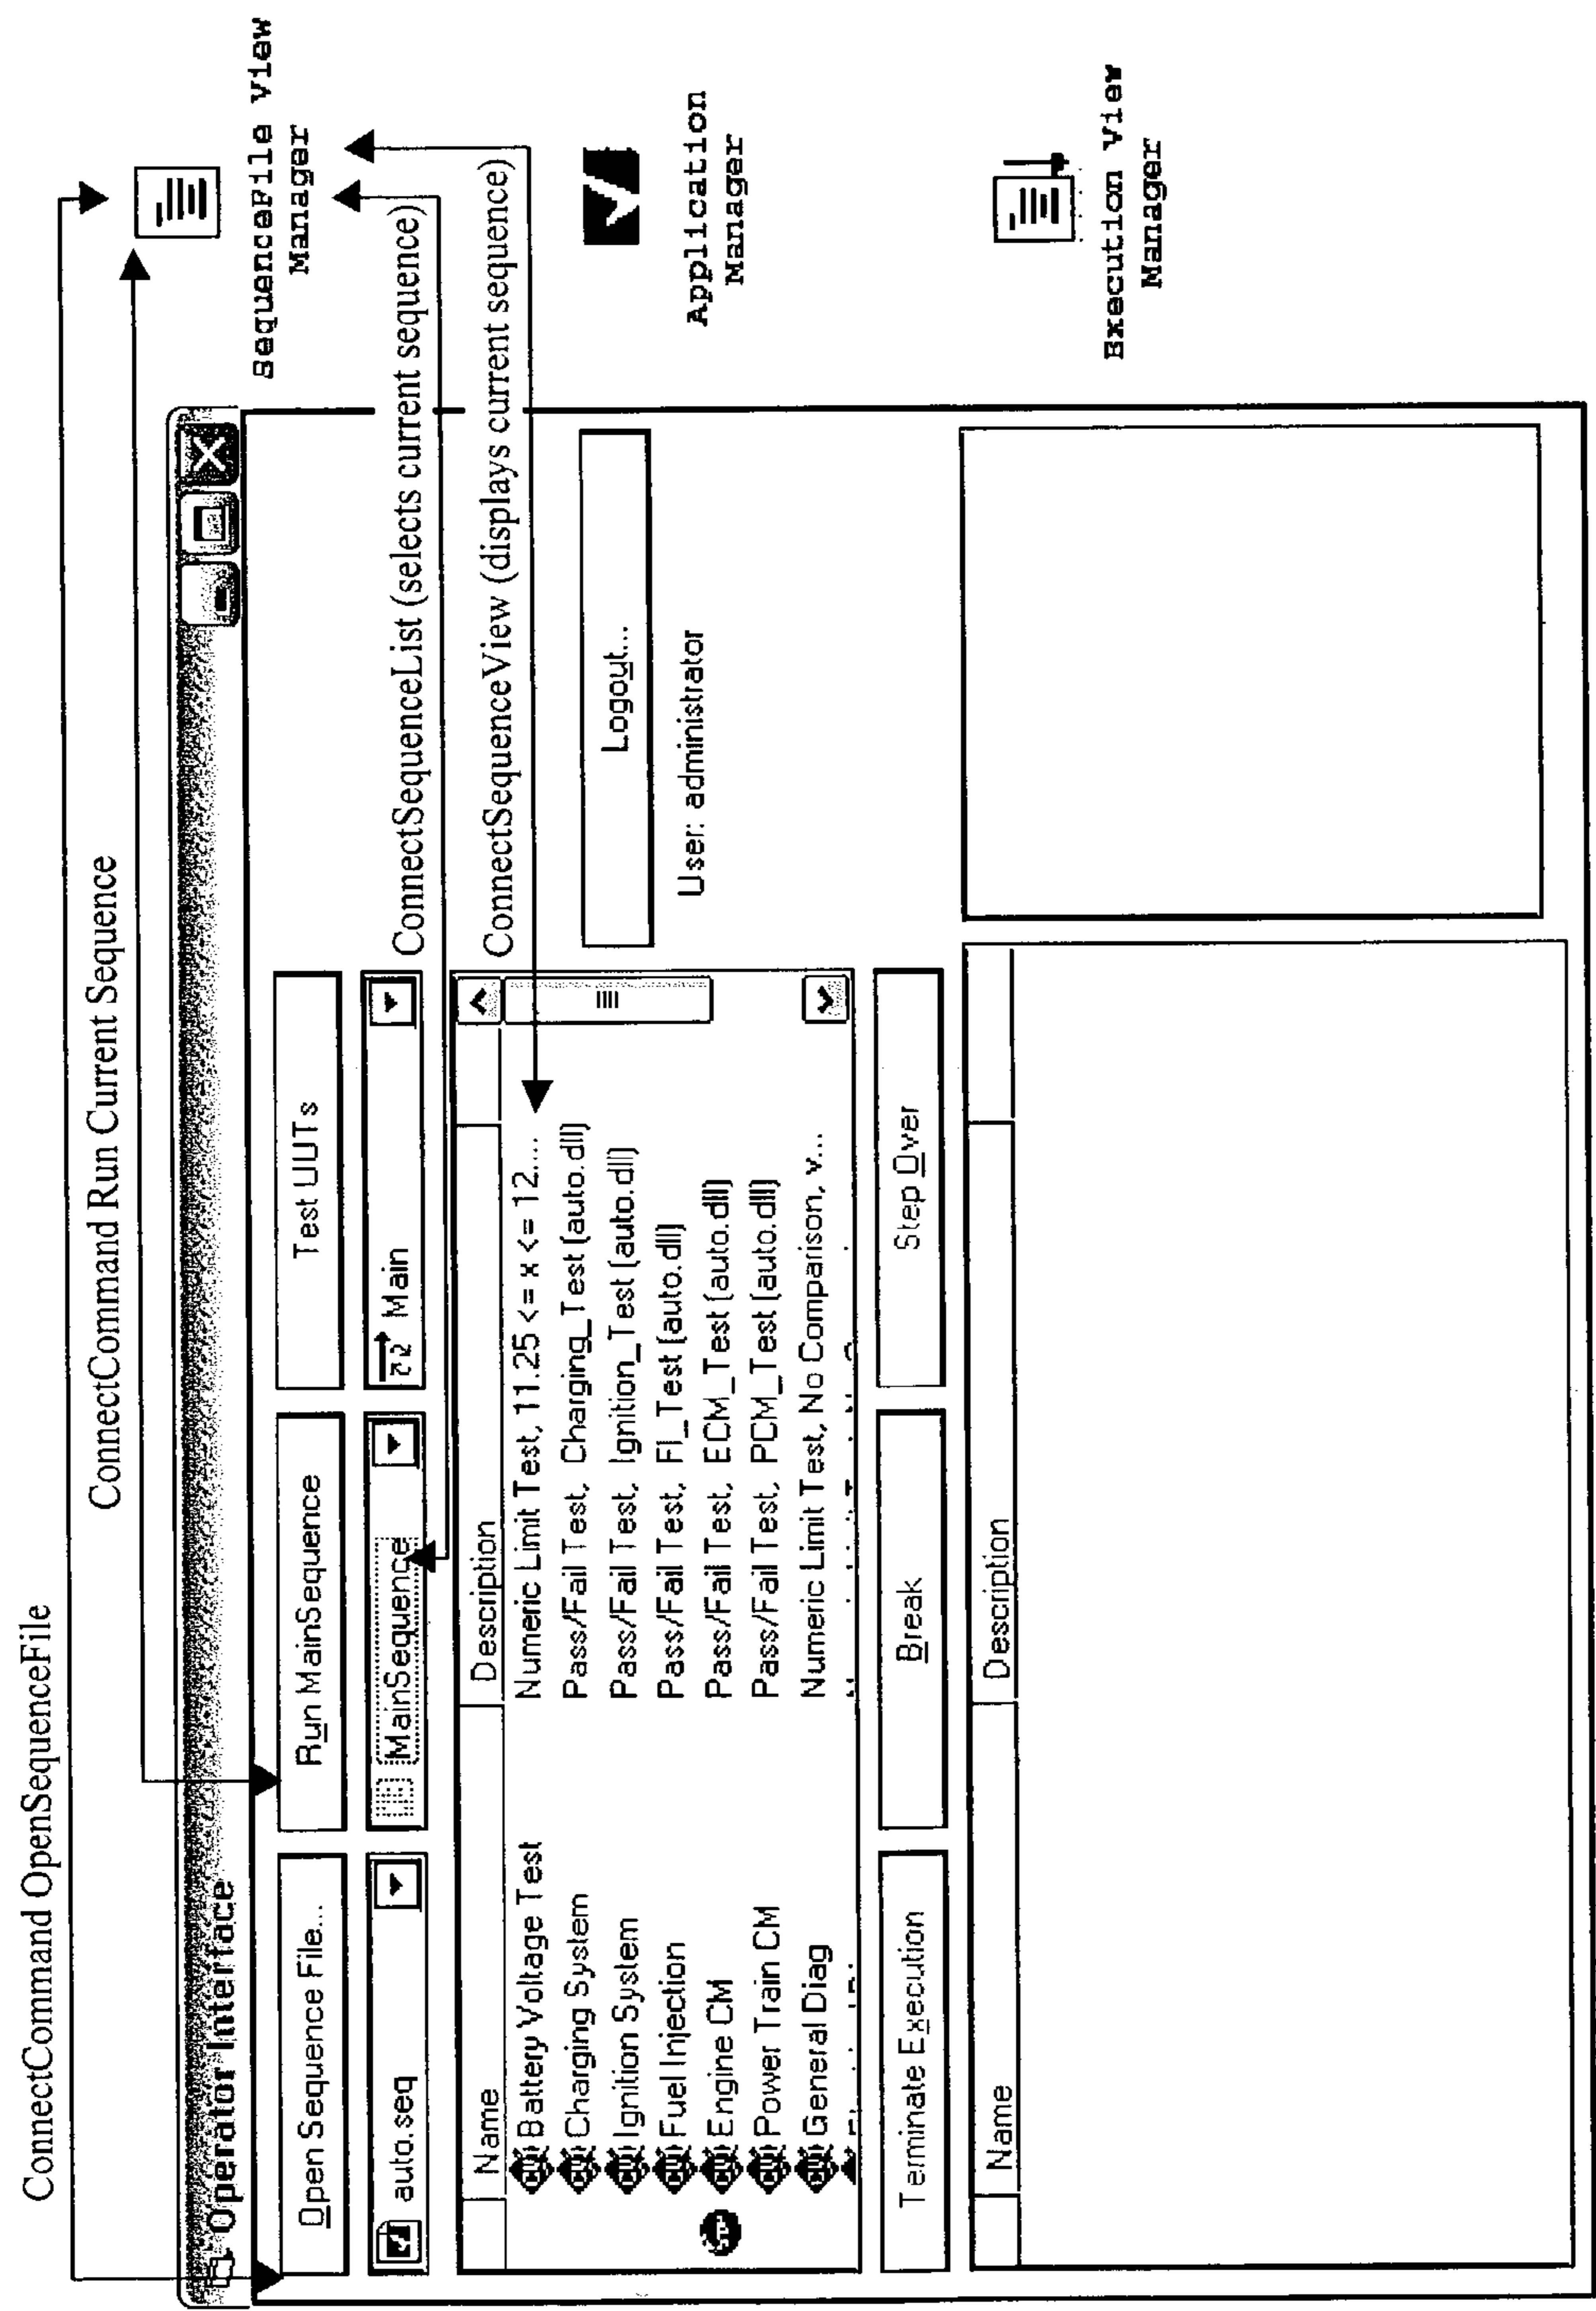 ConnectCommand OpenSequenceFile
ConnectCommand Run Current Sequence
SequenceFile View
Manager
Operator Interface
Open Sequence File...
Run MainSequence
Test UUTs
auto.seq
MainSequence
Main
ConnectSequenceList (selects current sequence)
ConnectSequenceView (displays current sequence)
Name
Description
Battery Voltage Test
Numeric Limit Test, 11.25 <= x <= 12....
Charging System
Pass/Fail Test, Charging_Test (auto.dll)
Ignition System
Pass/Fail Test, Ignition_Test (auto.dll)
Fuel Injection
Pass/Fail Test, FI_Test (auto.dll)
Engine CM
Pass/Fail Test, ECM_Test (auto.dll)
Power Train CM
Pass/Fail Test, PCM_Test (auto.dll)
General Diag
Numeric Limit Test, No Comparison, v...
Logout...
User: administrator
Application
Manager
Terminate Execution
Break
Step Over
Name
Description
Execution View
Manager